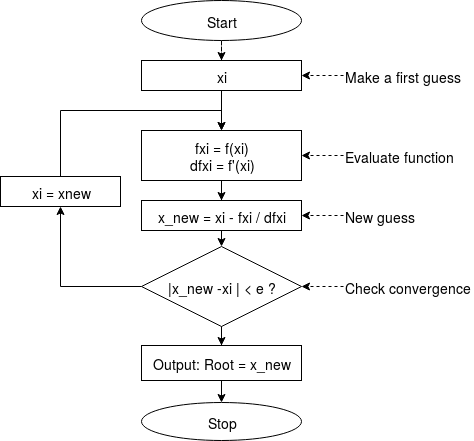 Start
xi
Make a first guess
fxi = f(xi)
dfxi = f'(xi)
Evaluate function
xi = xnew
x_new = xi - fxi / dfxi
New guess
|x_new -xi | < e ?
Check convergence
Output: Root = x_new
Stop